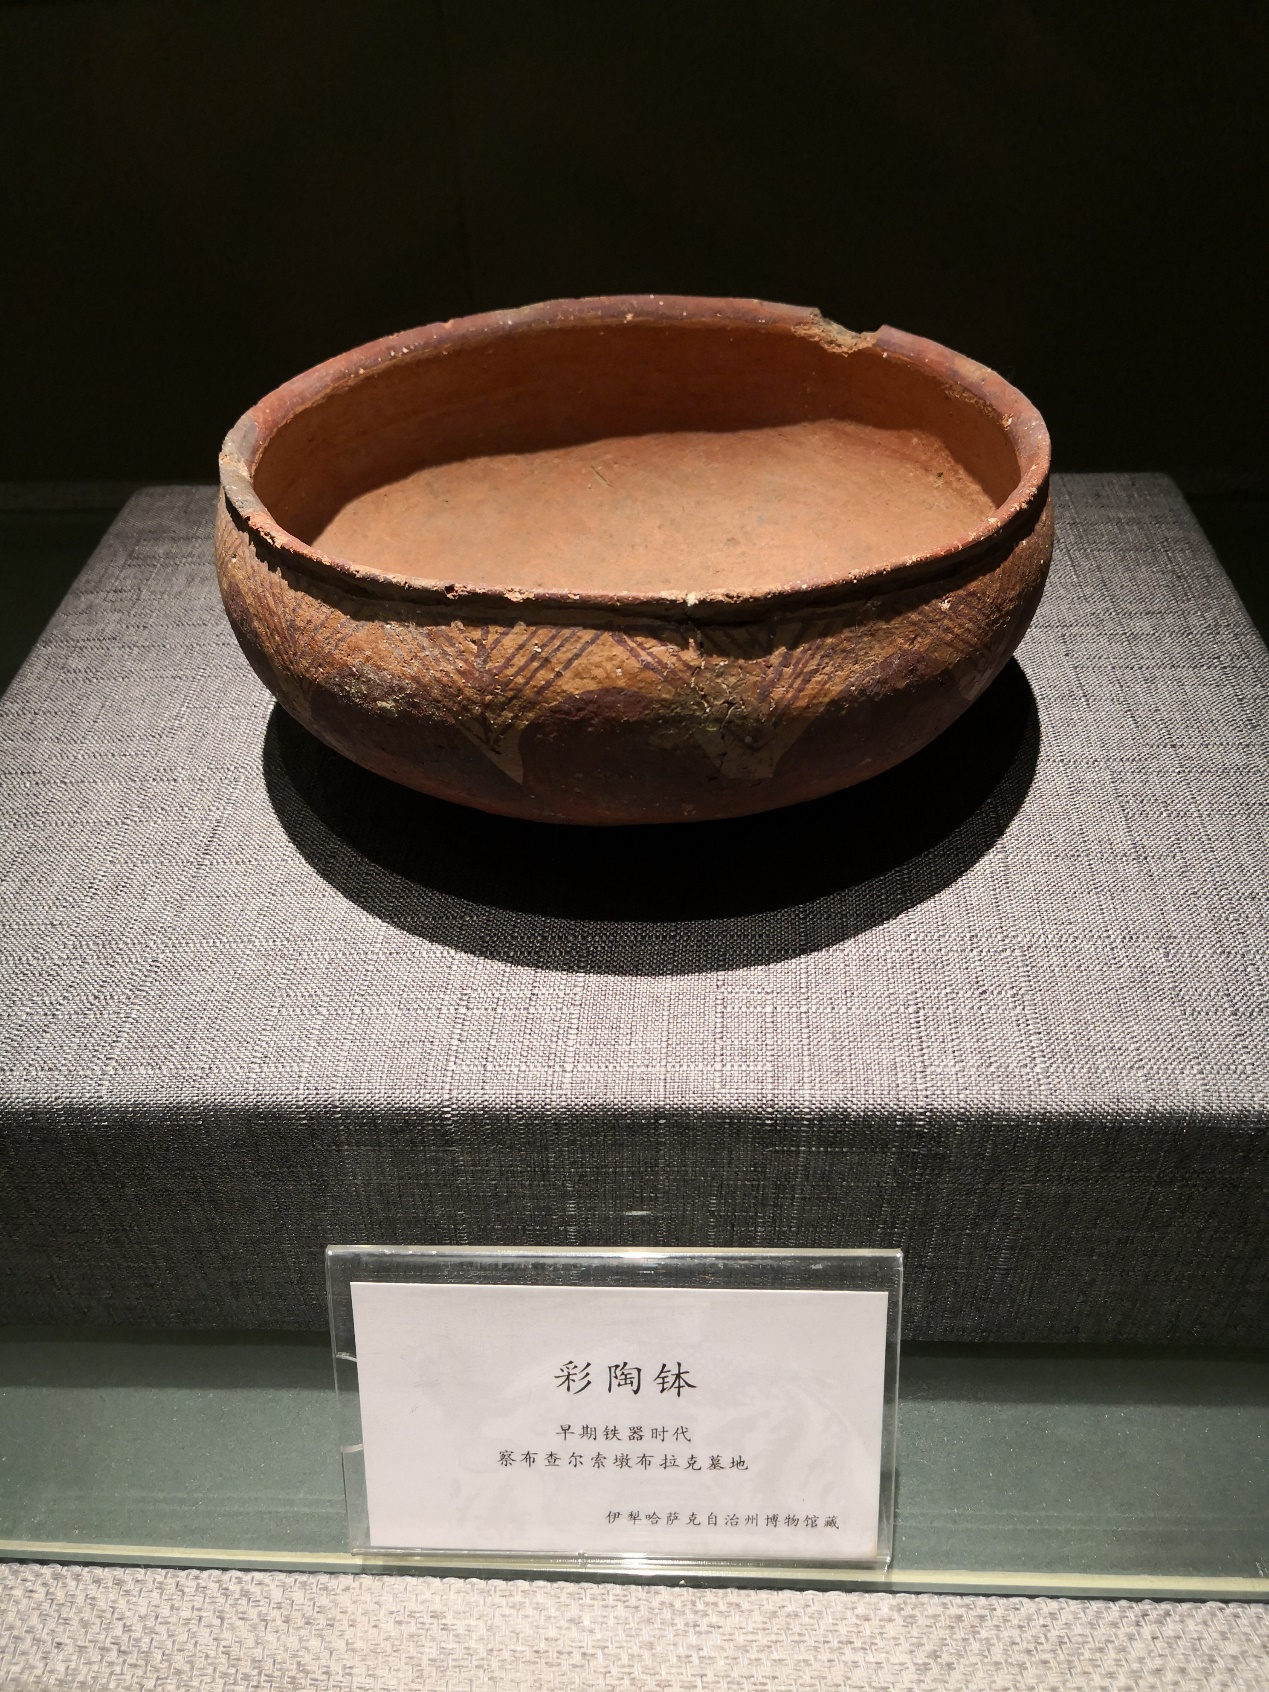 彩陶钵
早期铁器时代
察布查尔索墩布拉克墓地
伊犁哈萨克自治州博物馆藏